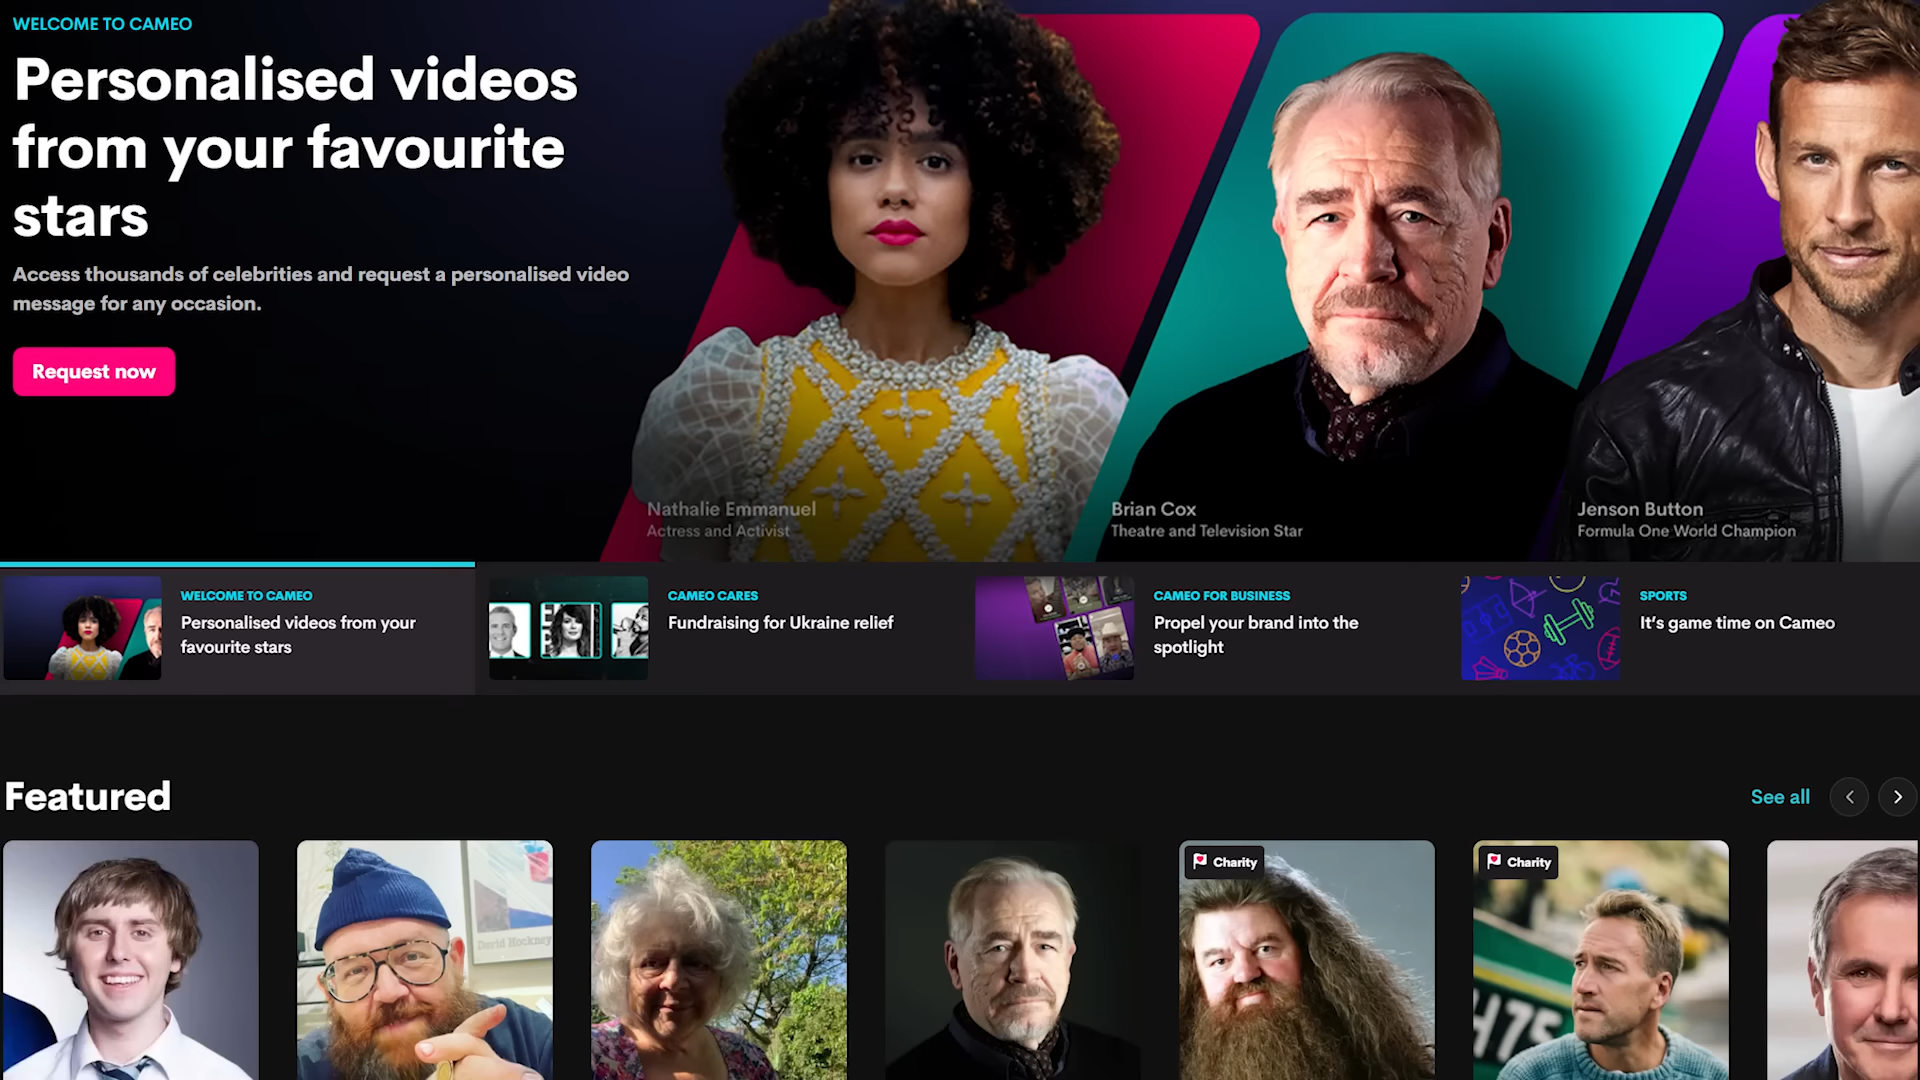 WELCOME TO CAMEO
Personalised videos
from your favourite
stars
Access thousands of celebrities and request a personalised video
message for any occasion.
Request now
Nathalie Emmanuel
Actress and Activist
Brian Cox
Theatre and Television Star
Jenson Button
Formula One World Champion
WELCOME TO CAMEO
Personalised videos from your
favourite stars
CAMEO CARES
Fundraising for Ukraine relief
CAMEO FOR BUSINESS
Propel your brand into the
spotlight
SPORTS
It's game time on Cameo
Featured
See all
Charity
Charity
David Hockney
H75